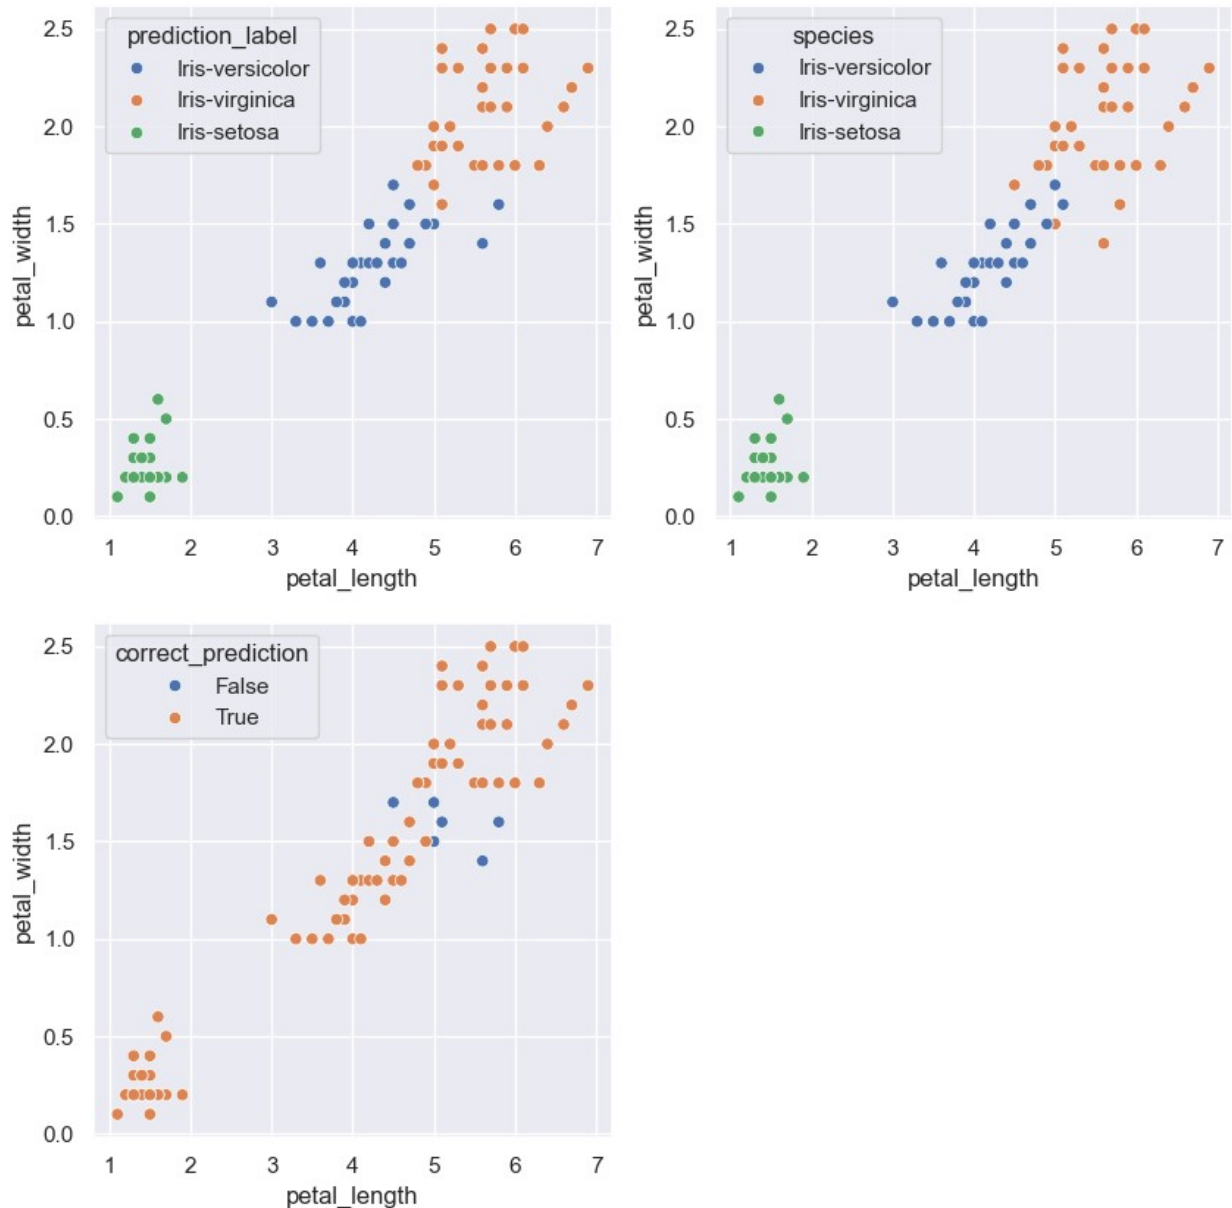 prediction_label
Iris-versicolor
Iris-virginica
Iris-setosa
2.5
2.0
1.5
1.0
0.5
0.0
petal_width
1 2 3 4 5 6 7
petal_length
species
Iris-versicolor
Iris-virginica
Iris-setosa
2.5
2.0
1.5
1.0
0.5
0.0
petal_width
1 2 3 4 5 6 7
petal_length
correct_prediction
False
True
2.5
2.0
1.5
1.0
0.5
0.0
petal_width
1 2 3 4 5 6 7
petal_length